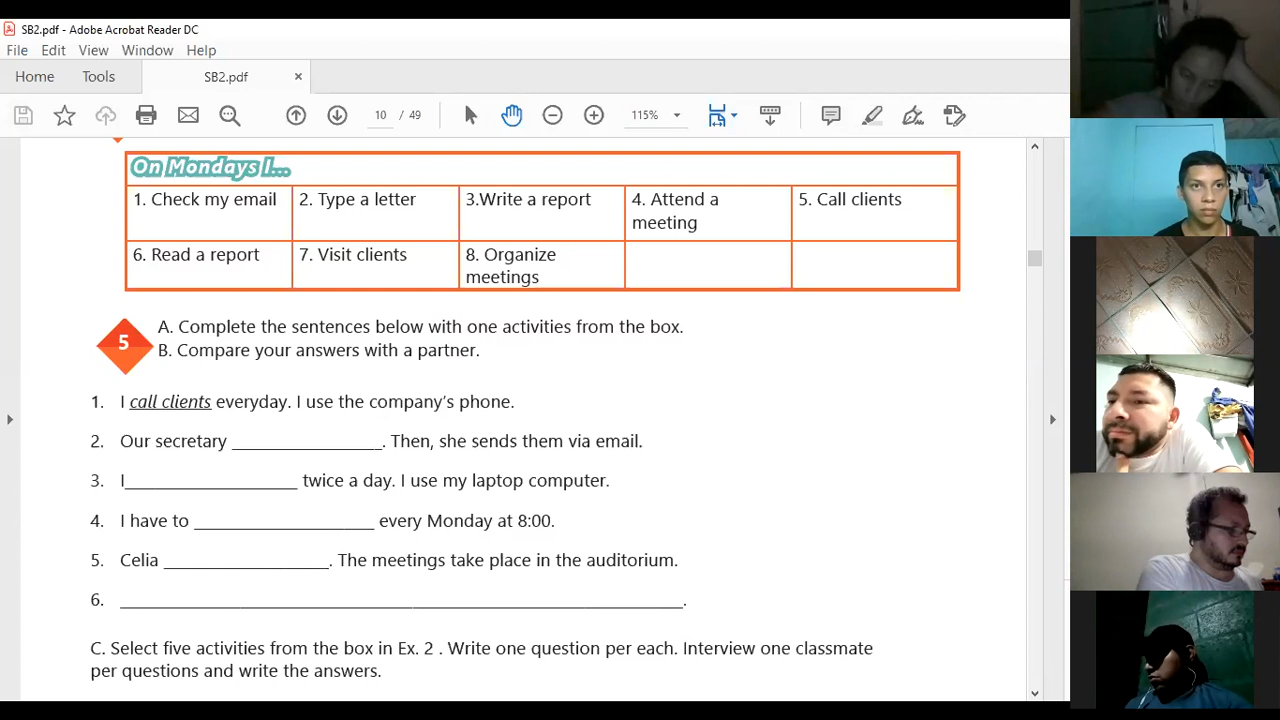 SB2.pdf - Adobe Acrobat Reader DC
File Edit View Window Help
Home Tools SB2.pdf ×
10 / 49 115%
On Mondays I...
1. Check my email 2. Type a letter 3.Write a report 4. Attend a meeting 5. Call clients
6. Read a report 7. Visit clients 8. Organize meetings
5
A. Complete the sentences below with one activities from the box.
B. Compare your answers with a partner.
1. I call clients everyday. I use the company's phone.
2. Our secretary _______________. Then, she sends them via email.
3. I_________________ twice a day. I use my laptop computer.
4. I have to __________________ every Monday at 8:00.
5. Celia ________________. The meetings take place in the auditorium.
6. ________________________________________________________.
C. Select five activities from the box in Ex. 2 . Write one question per each. Interview one classmate
per questions and write the answers.